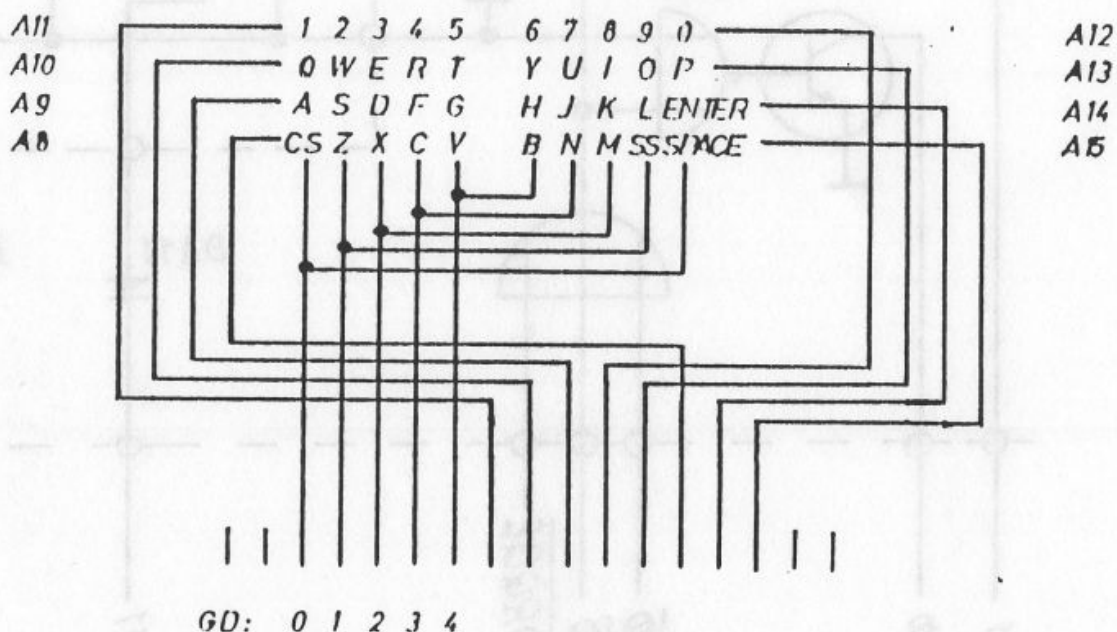 A11 1 2 3 4 5 6 7 8 9 0 A12
A10 Q W E R T Y U I O P A13
A9 A S D F G H J K L ENTER A14
A8 CS Z X C V B N M SS SPACE A15
GD: 0 1 2 3 4